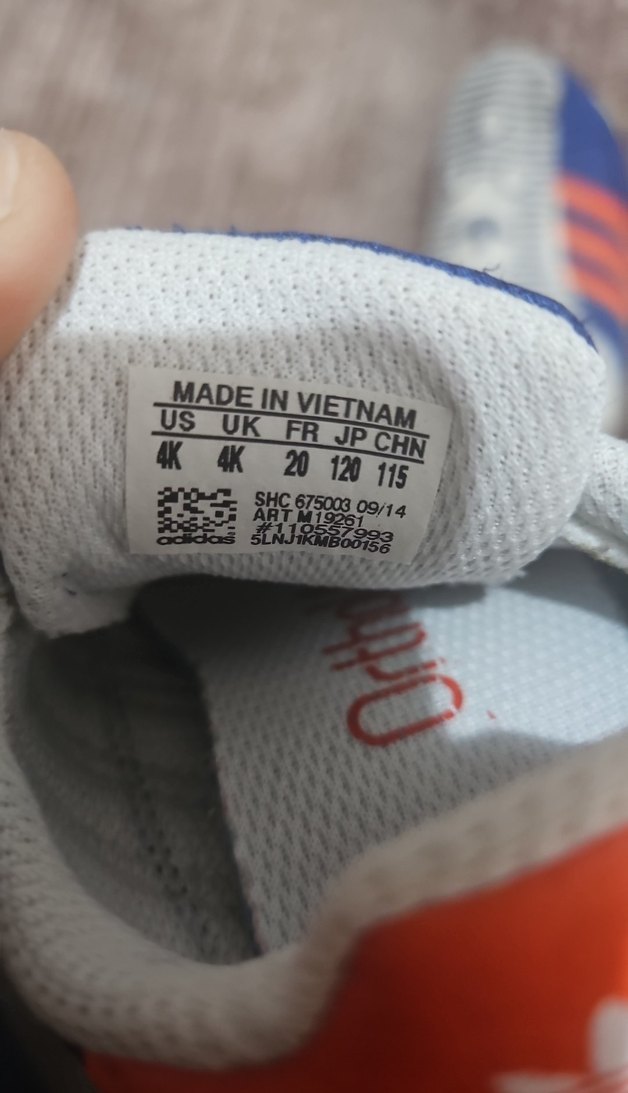 MADE IN VIETNAM
US UK FR JP CHN
4K 4K 20 120 115
SHC 675003 09/14
ART M19261
#110557993
adidas 5LNJ1KMB00156
Ortho